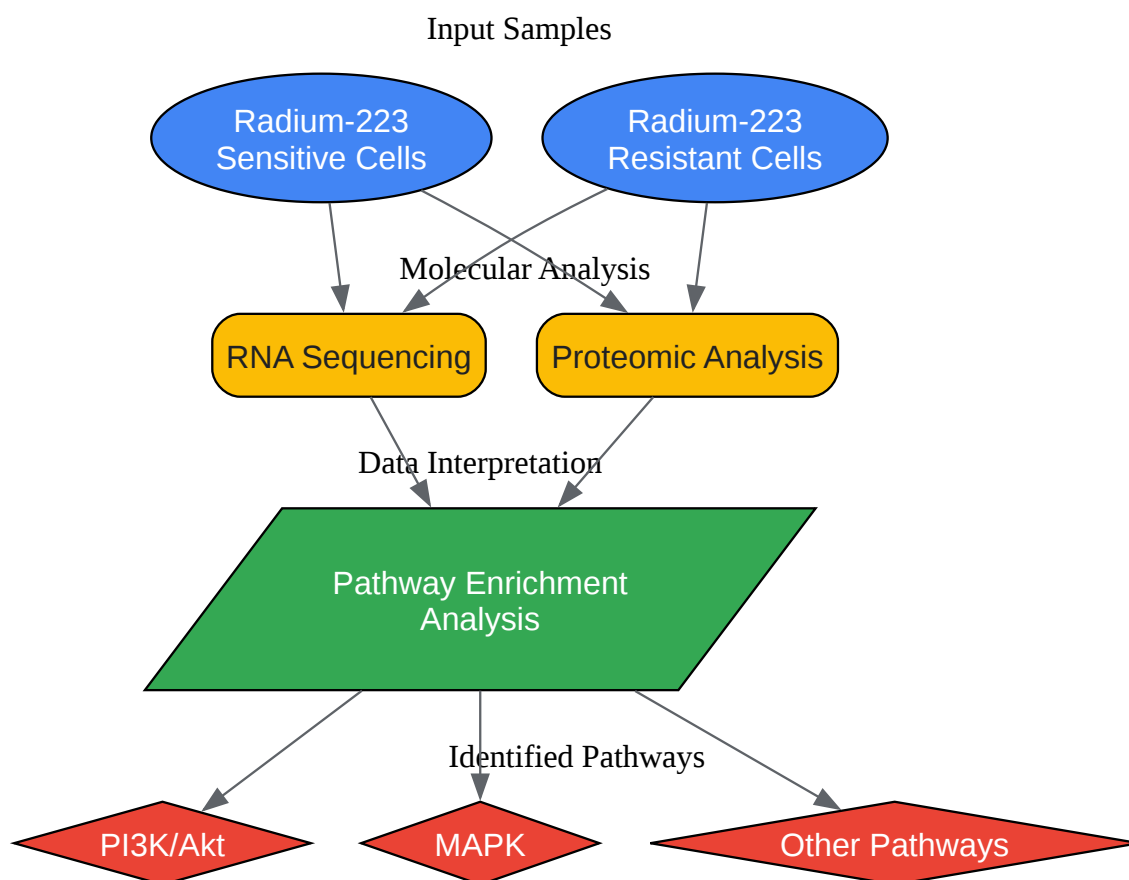 Input Samples
Radium-223
Sensitive Cells
Radium-223
Resistant Cells
Molecular Analysis
RNA Sequencing
Proteomic Analysis
Data Interpretation
Pathway Enrichment
Analysis
Identified Pathways
PI3K/Akt
MAPK
Other Pathways